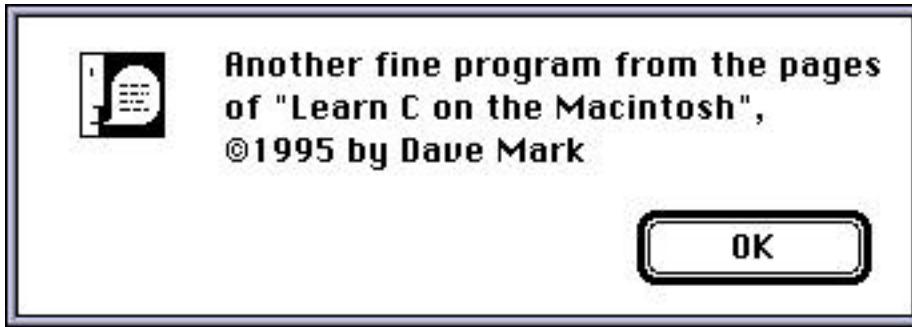 Another fine program from the pages
of "Learn C on the Macintosh",
©1995 by Dave Mark
OK